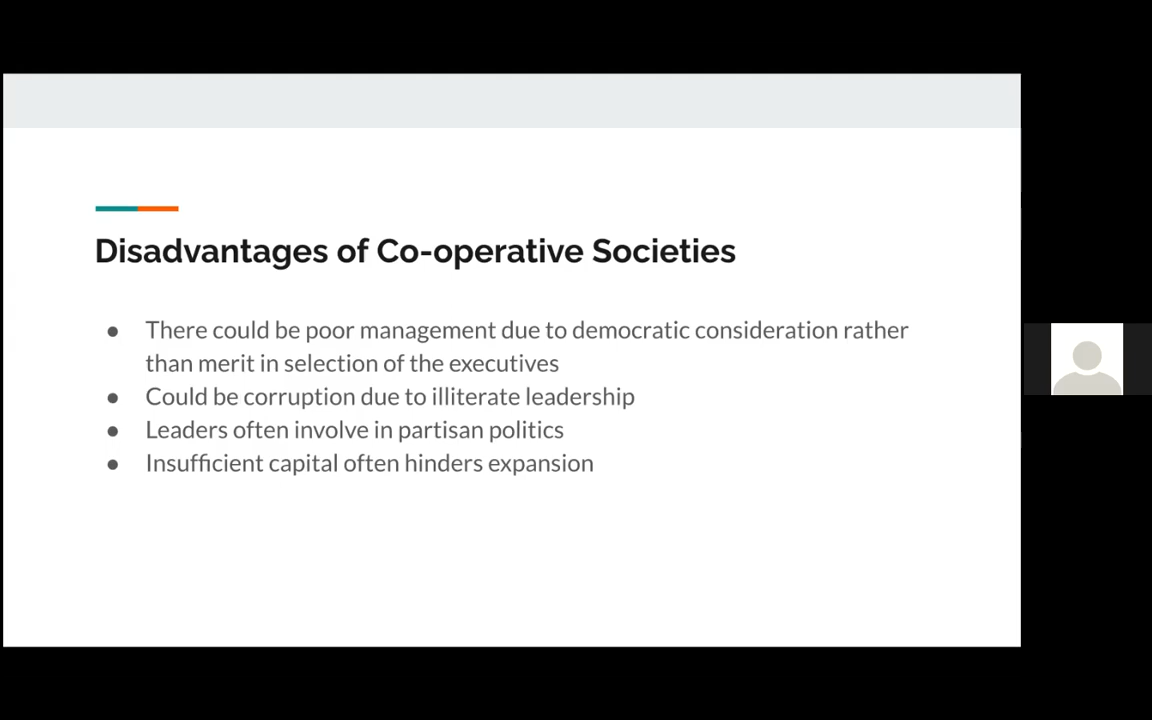 Disadvantages of Co-operative Societies
● There could be poor management due to democratic consideration rather
than merit in selection of the executives
● Could be corruption due to illiterate leadership
● Leaders often involve in partisan politics
● Insufficient capital often hinders expansion